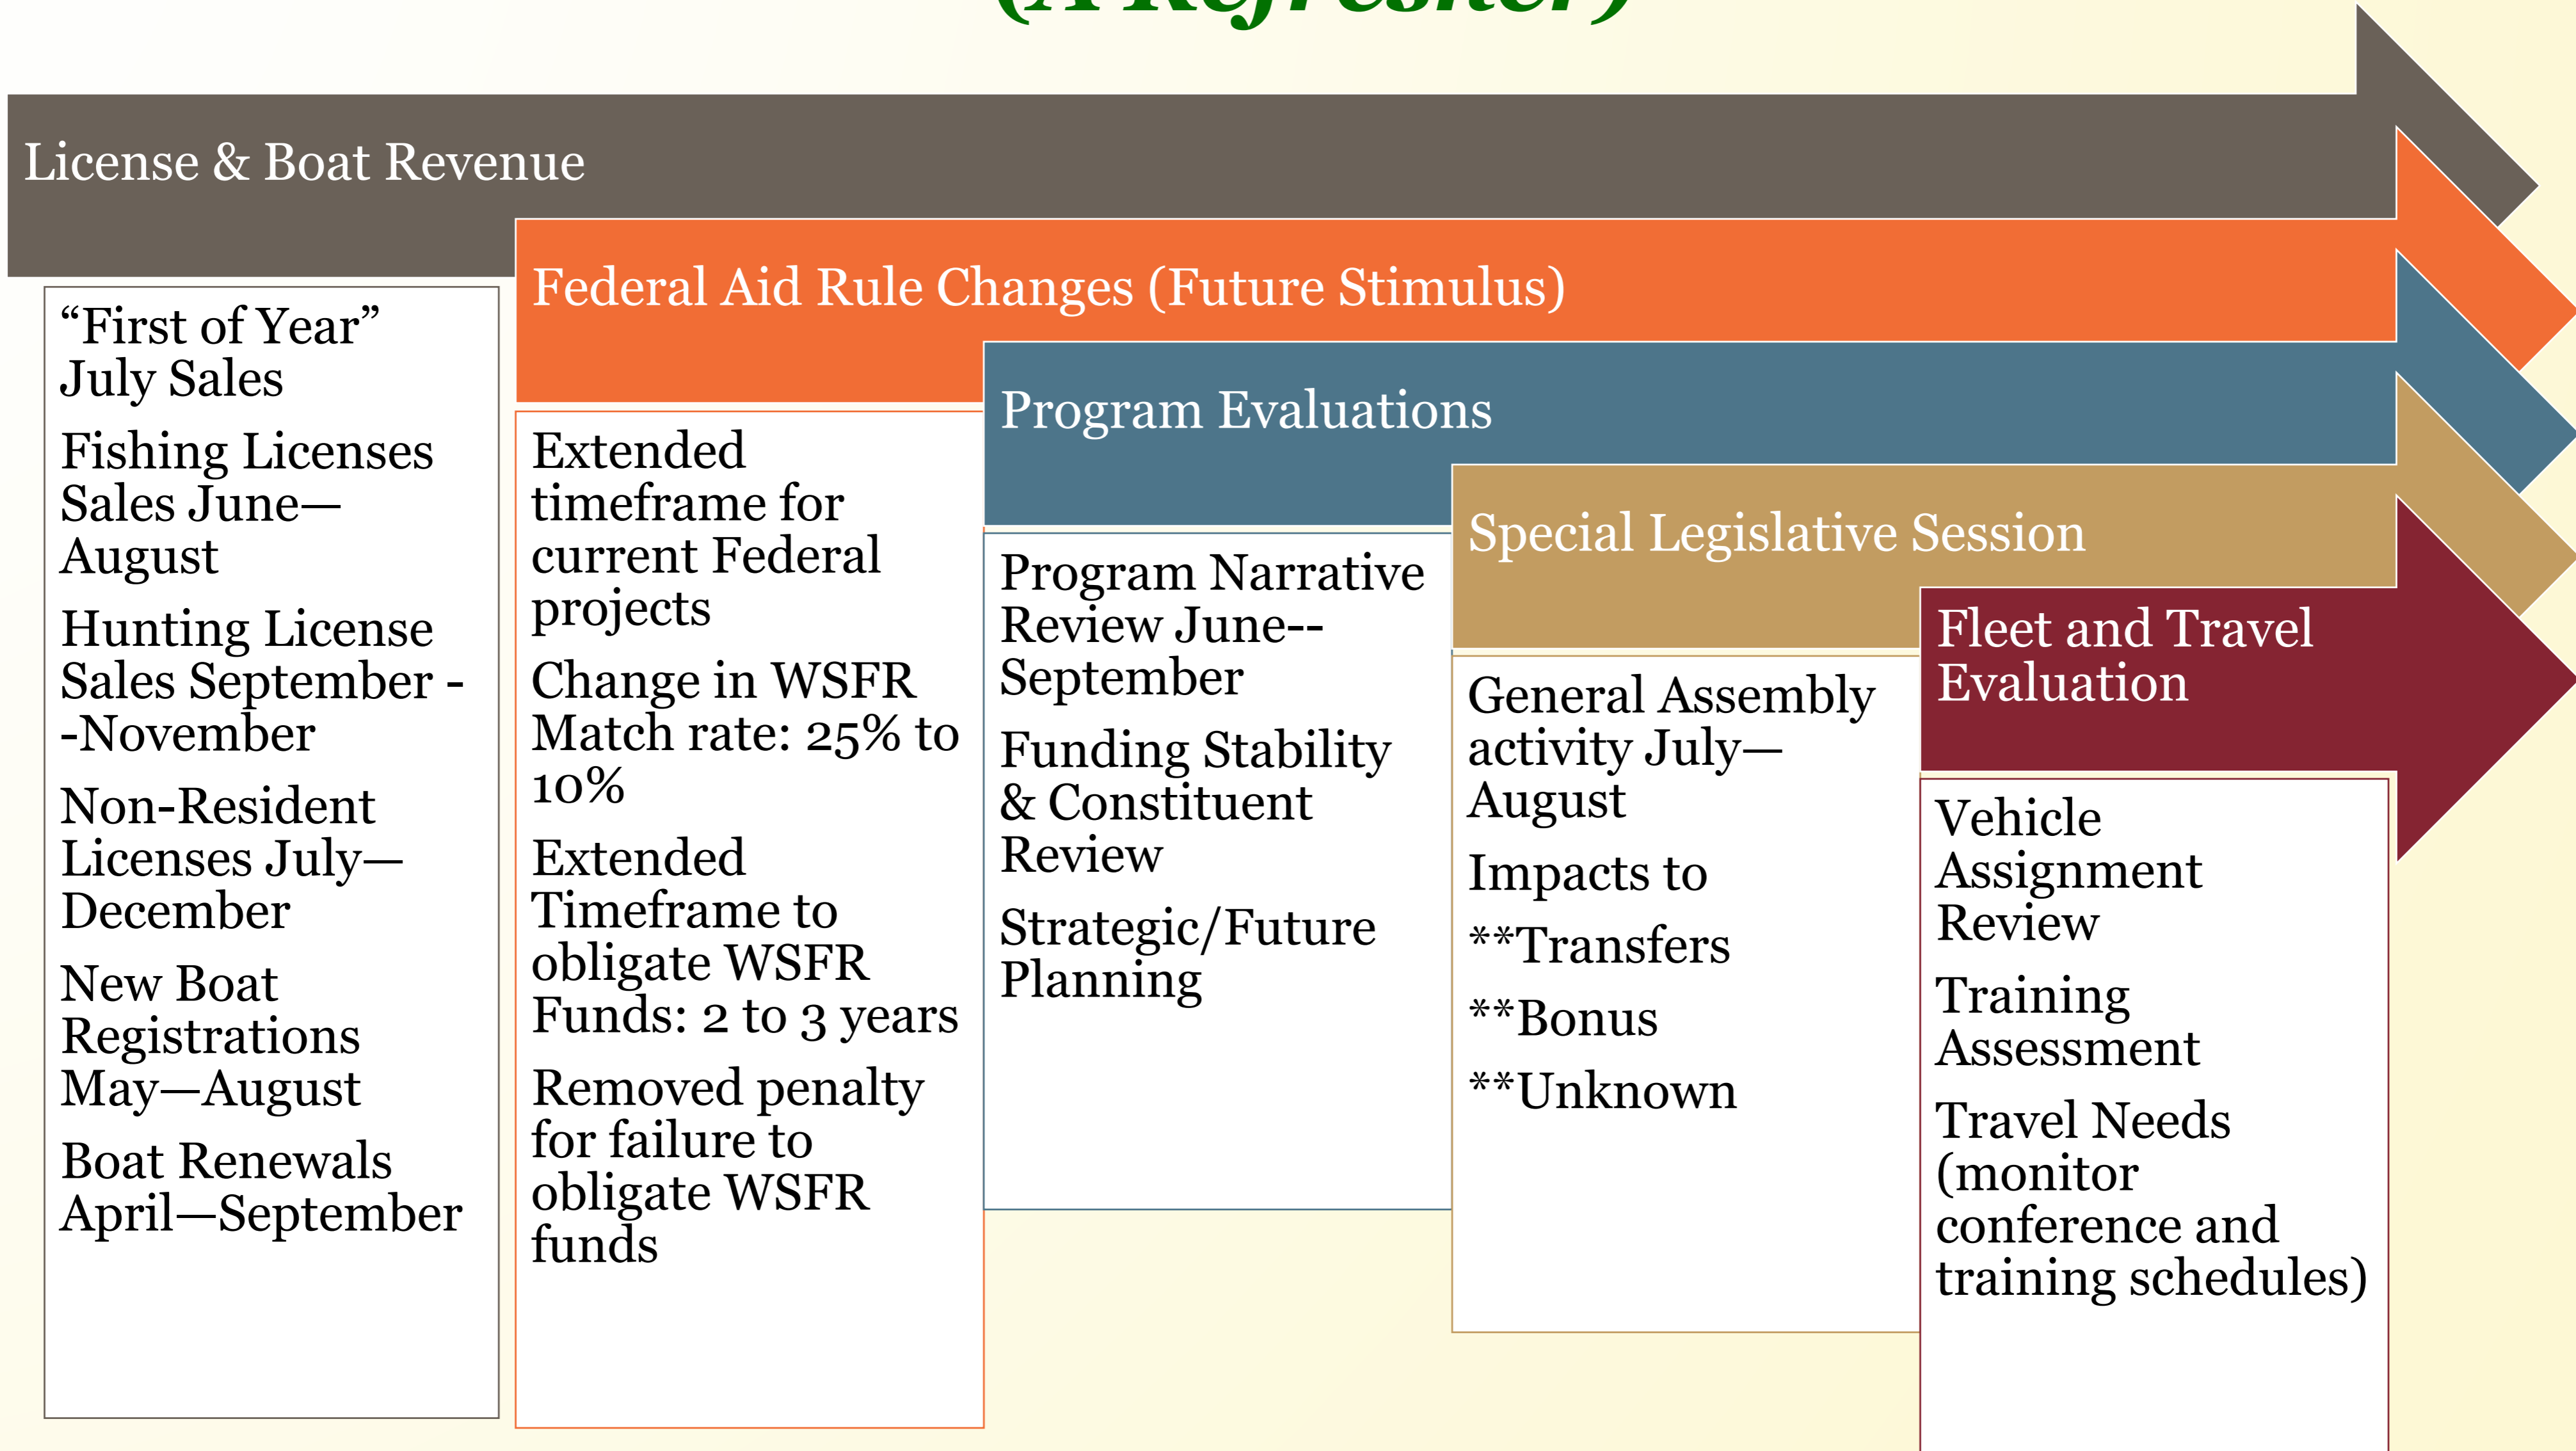 (A Refresher)
License & Boat Revenue
“First of Year”
July Sales
Fishing Licenses
Sales June—
August
Hunting License
Sales September -
-November
Non-Resident
Licenses July—
December
New Boat
Registrations
May—August
Boat Renewals
April—September
Federal Aid Rule Changes (Future Stimulus)
Extended
timeframe for
current Federal
projects
Change in WSFR
Match rate: 25% to
10%
Extended
Timeframe to
obligate WSFR
Funds: 2 to 3 years
Removed penalty
for failure to
obligate WSFR
funds
Program Evaluations
Program Narrative
Review June--
September
Funding Stability
& Constituent
Review
Strategic/Future
Planning
Special Legislative Session
General Assembly
activity July—
August
Impacts to
**Transfers
**Bonus
**Unknown
Fleet and Travel
Evaluation
Vehicle
Assignment
Review
Training
Assessment
Travel Needs
(monitor
conference and
training schedules)